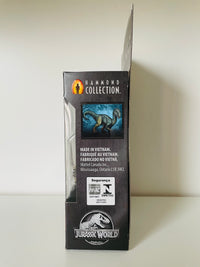 HAMMOND
COLLECTION™
MADE IN VIETNAM.
FABRIQUÉ AU VIETNAM.
FABRICADO NO VIETNÃ.
Mattel Canada Inc.,
Mississauga, Ontario L5R 3W2.
Segurança
JURASSIC WORLD